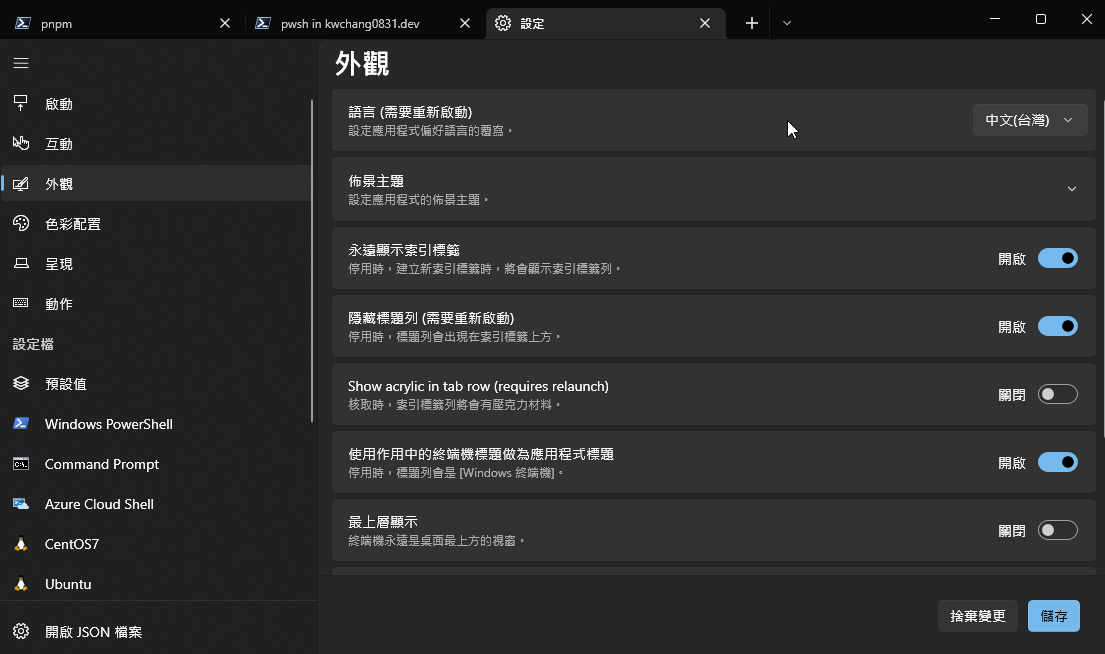 pnpm
pwsh in kwchang0831.dev
設定
啟動
互動
外觀
色彩配置
呈現
動作
設定檔
預設值
Windows PowerShell
Command Prompt
Azure Cloud Shell
CentOS7
Ubuntu
開啟 JSON 檔案
外觀
語言 (需要重新啟動)
設定應用程式偏好語言的覆寫。
中文(台灣)
佈景主題
設定應用程式的佈景主題。
永遠顯示索引標籤
停用時，建立新索引標籤時，將會顯示索引標籤列。
開啟
隱藏標題列 (需要重新啟動)
停用時，標題列會出現在索引標籤上方。
開啟
Show acrylic in tab row (requires relaunch)
核取時，索引標籤列將會有壓克力材料。
關閉
使用作用中的終端機標題做為應用程式標題
停用時，標題列會是 [Windows 終端機]。
開啟
最上層顯示
終端機永遠是桌面最上方的視窗。
關閉
捨棄變更
儲存